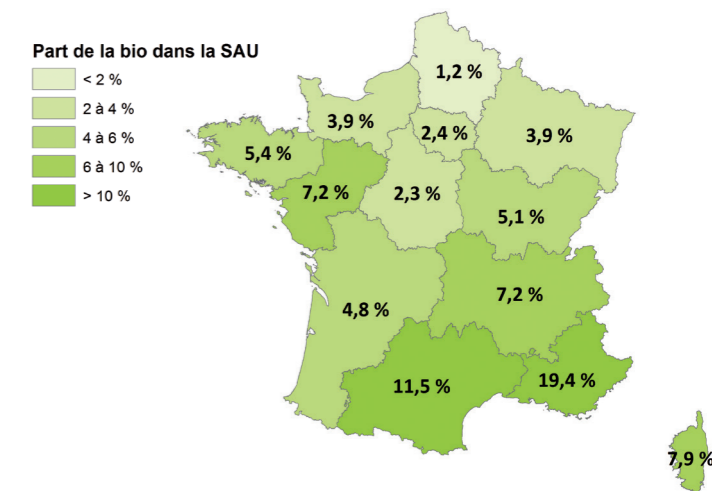 Part de la bio dans la SAU
< 2 %
2 à 4 %
4 à 6 %
6 à 10 %
> 10 %
1,2 %
3,9 %
2,4 %
3,9 %
5,4 %
7,2 %
2,3 %
5,1 %
4,8 %
7,2 %
11,5 %
19,4 %
7,9 %